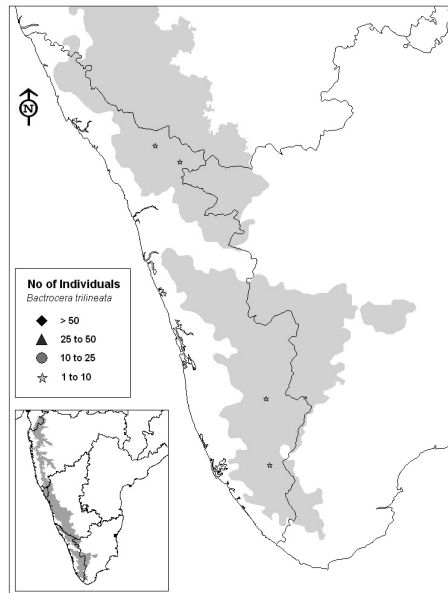 N
No of Individuals
Bactrocera trilineata
> 50
25 to 50
10 to 25
1 to 10